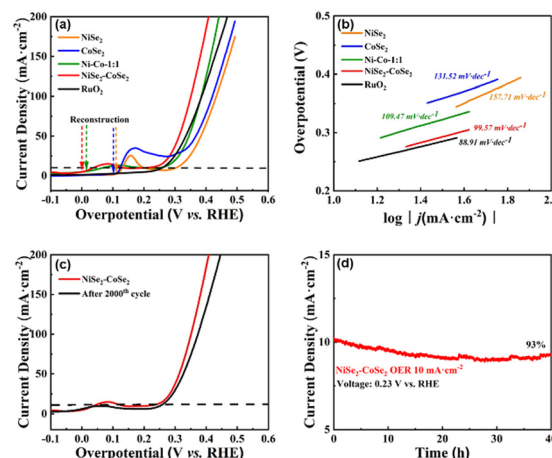 (a)
NiSe₂
CoSe₂
Ni-Co-1:1
NiSe₂-CoSe₂
RuO₂
Reconstruction
200
150
100
50
0
-0.1 0.0 0.1 0.2 0.3 0.4 0.5 0.6
Current Density (mA·cm⁻²)
Overpotential (V vs. RHE)
(b)
NiSe₂
CoSe₂
Ni-Co-1:1
NiSe₂-CoSe₂
RuO₂
131.52 mV·dec⁻¹
157.71 mV·dec⁻¹
109.47 mV·dec⁻¹
99.57 mV·dec⁻¹
88.91 mV·dec⁻¹
0.5
0.4
0.3
0.2
1.0 1.2 1.4 1.6 1.8 2.0
Overpotential (V)
log | j(mA·cm⁻²) |
(c)
NiSe₂-CoSe₂
After 2000ᵗʰ cycle
200
150
100
50
0
-0.1 0.0 0.1 0.2 0.3 0.4 0.5 0.6
Current Density (mA·cm⁻²)
Overpotential (V vs. RHE)
(d)
93%
NiSe₂-CoSe₂ OER 10 mA·cm⁻²
Voltage: 0.23 V vs. RHE
15
10
5
0 10 20 30 40
Current Density (mA·cm⁻²)
Time (h)